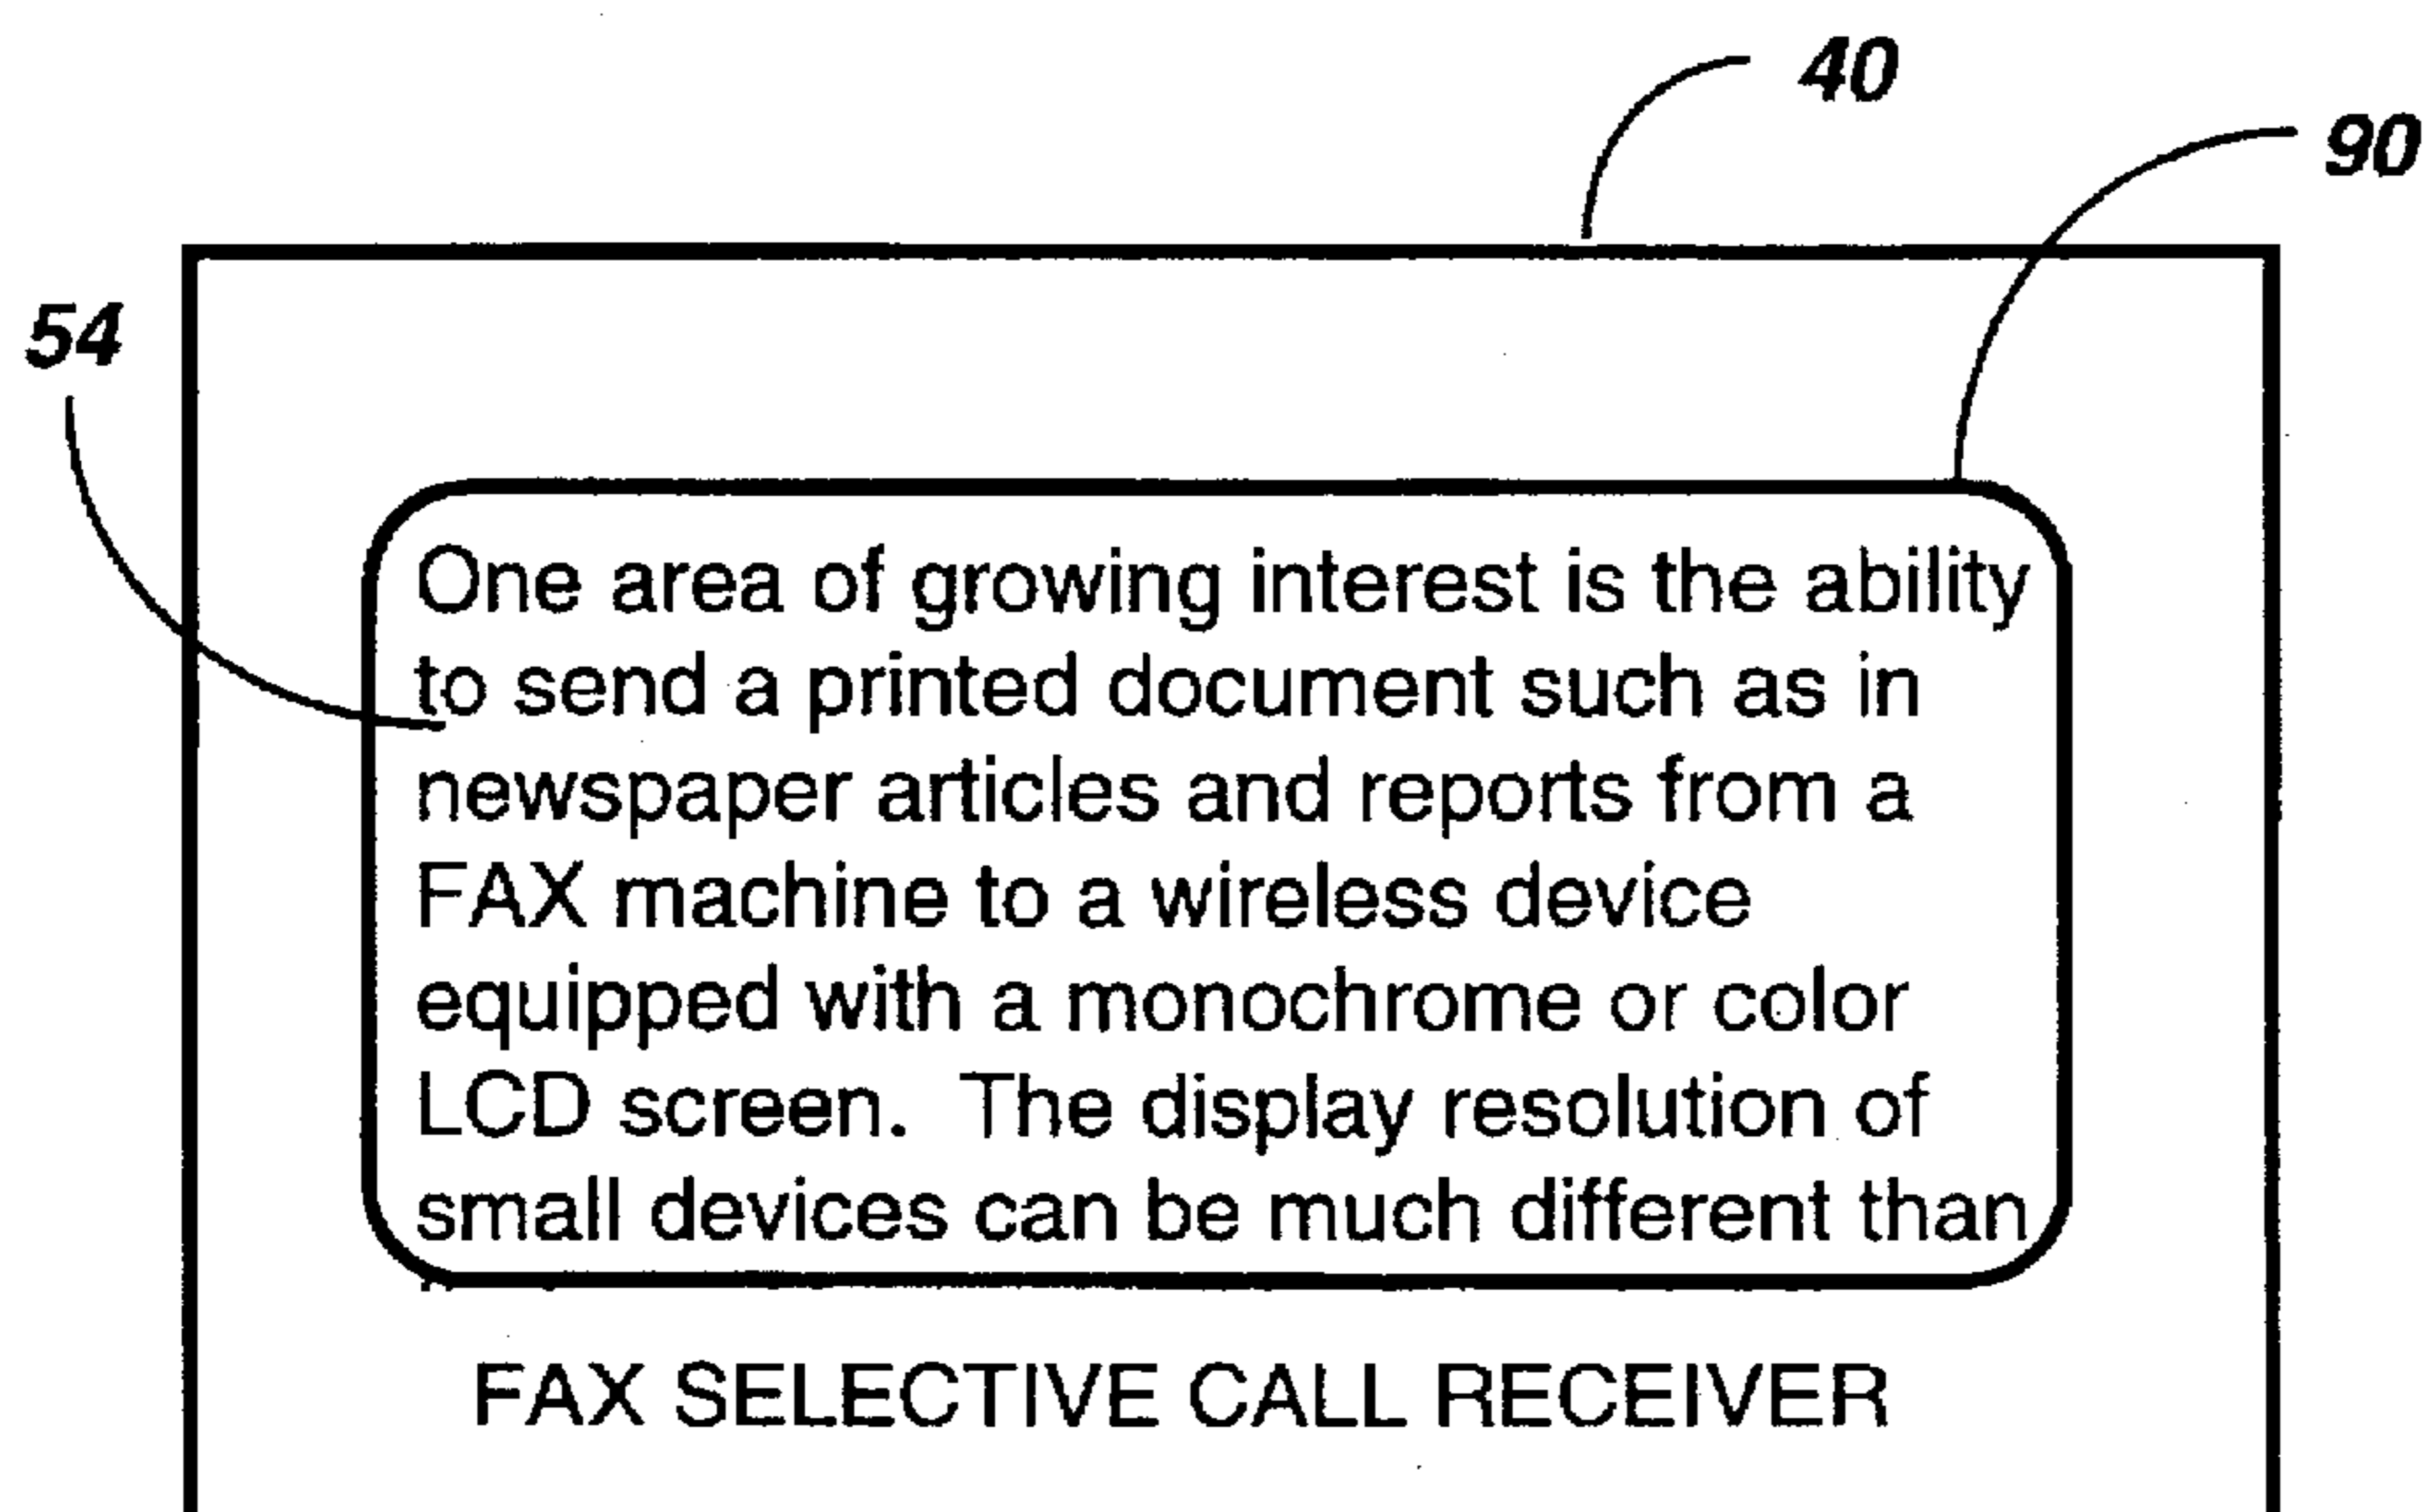 40
90
54
One area of growing interest is the ability
to send a printed document such as in
newspaper articles and reports from a
FAX machine to a wireless device
equipped with a monochrome or color
LCD screen.  The display resolution of
small devices can be much different than
FAX SELECTIVE CALL RECEIVER